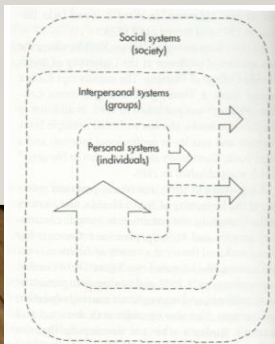 Social systems
(society)
Interpersonal systems
(groups)
Personal systems
(individuals)